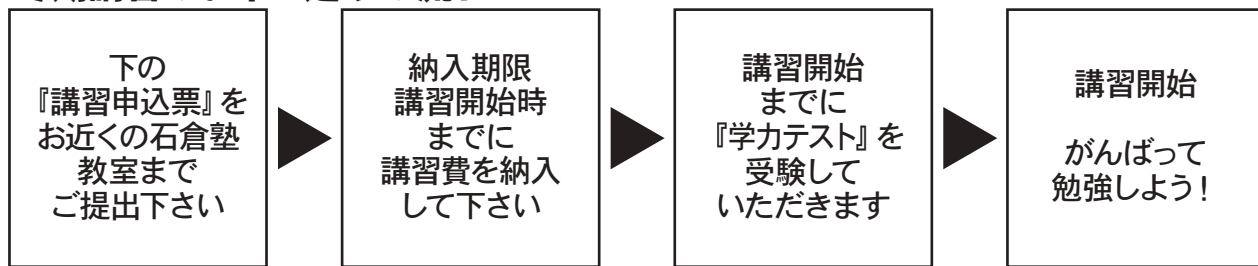 下の
『講習申込票』を
お近くの石倉塾
教室まで
ご提出下さい
納入期限
講習開始時
までに
講習費を納入
して下さい
講習開始
までに
『学力テスト』を
受験して
いただきます
講習開始
がんばって
勉強しよう！